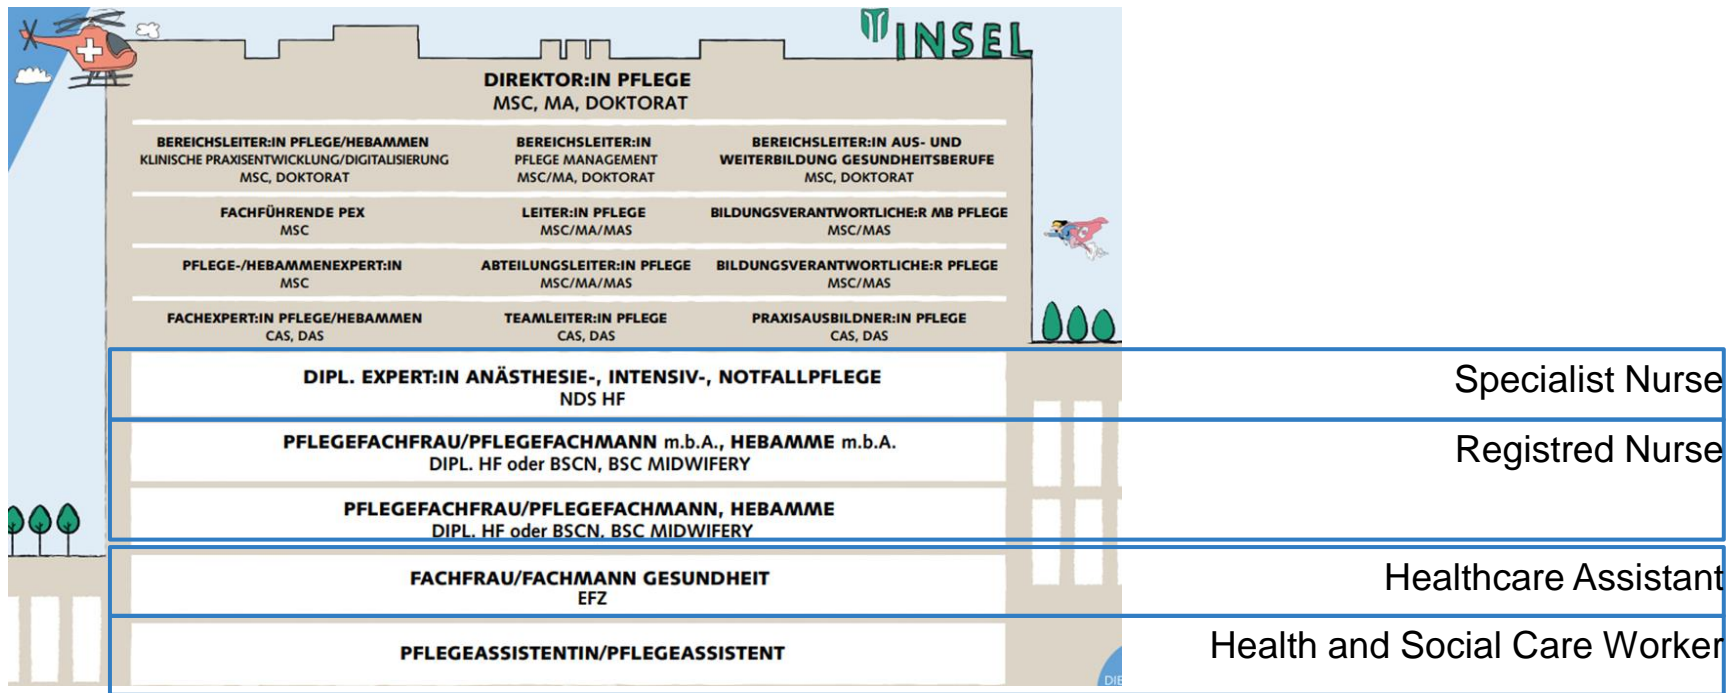 INSEL
DIREKTOR:IN PFLEGE
MSC, MA, DOKTORAT
BEREICHSLEITER:IN PFLEGE/HEBAMMEN
KLINISCHE PRAXISENTWICKLUNG/DIGITALISIERUNG
MSC, DOKTORAT
BEREICHSLEITER:IN
PFLEGE MANAGEMENT
MSC/MA, DOKTORAT
BEREICHSLEITER:IN AUS- UND
WEITERBILDUNG GESUNDHEITSBERUFE
MSC, DOKTORAT
FACHFÜHRENDE PEX
MSC
LEITER:IN PFLEGE
MSC/MA/MAS
BILDUNGSVERANTWORTLICHE:R MB PFLEGE
MSC/MAS
PFLEGE-/HEBAMMENEXPERT:IN
MSC
ABTEILUNGSLEITER:IN PFLEGE
MSC/MA/MAS
BILDUNGSVERANTWORTLICHE:R PFLEGE
MSC/MAS
FACHEXPERT:IN PFLEGE/HEBAMMEN
CAS, DAS
TEAMLEITER:IN PFLEGE
CAS, DAS
PRAXISAUSBILDNER:IN PFLEGE
CAS, DAS
DIPL. EXPERT:IN ANÄSTHESIE-, INTENSIV-, NOTFALLPFLEGE
NDS HF
Specialist Nurse
PFLEGEFACHFRAU/PFLEGEFACHMANN m.b.A., HEBAMME m.b.A.
DIPL. HF oder BSCN, BSC MIDWIFERY
Registred Nurse
PFLEGEFACHFRAU/PFLEGEFACHMANN, HEBAMME
DIPL. HF oder BSCN, BSC MIDWIFERY
FACHFRAU/FACHMANN GESUNDHEIT
EFZ
Healthcare Assistant
PFLEGEASSISTENTIN/PFLEGEASSISTENT
Health and Social Care Worker
DIE